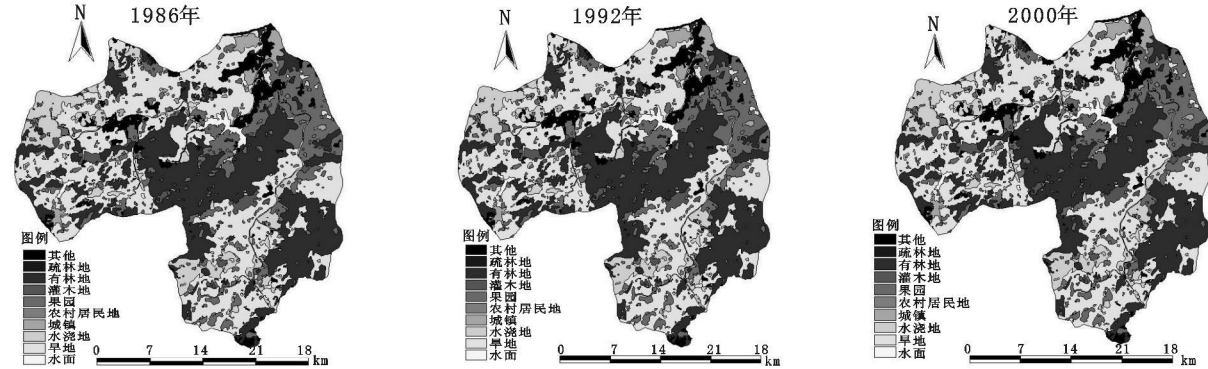 N
1986年
图例
其他
疏林地
有林地
灌木地
果园
农村居民地
城镇
水浇地
旱地
水面
0 7 14 21 18
km
N
1992年
图例
其他
疏林地
有林地
灌木地
果园
农村居民地
城镇
水浇地
旱地
水面
0 7 14 21 18
km
N
2000年
图例
其他
疏林地
有林地
灌木地
果园
农村居民地
城镇
水浇地
旱地
水面
0 7 14 21 18
km